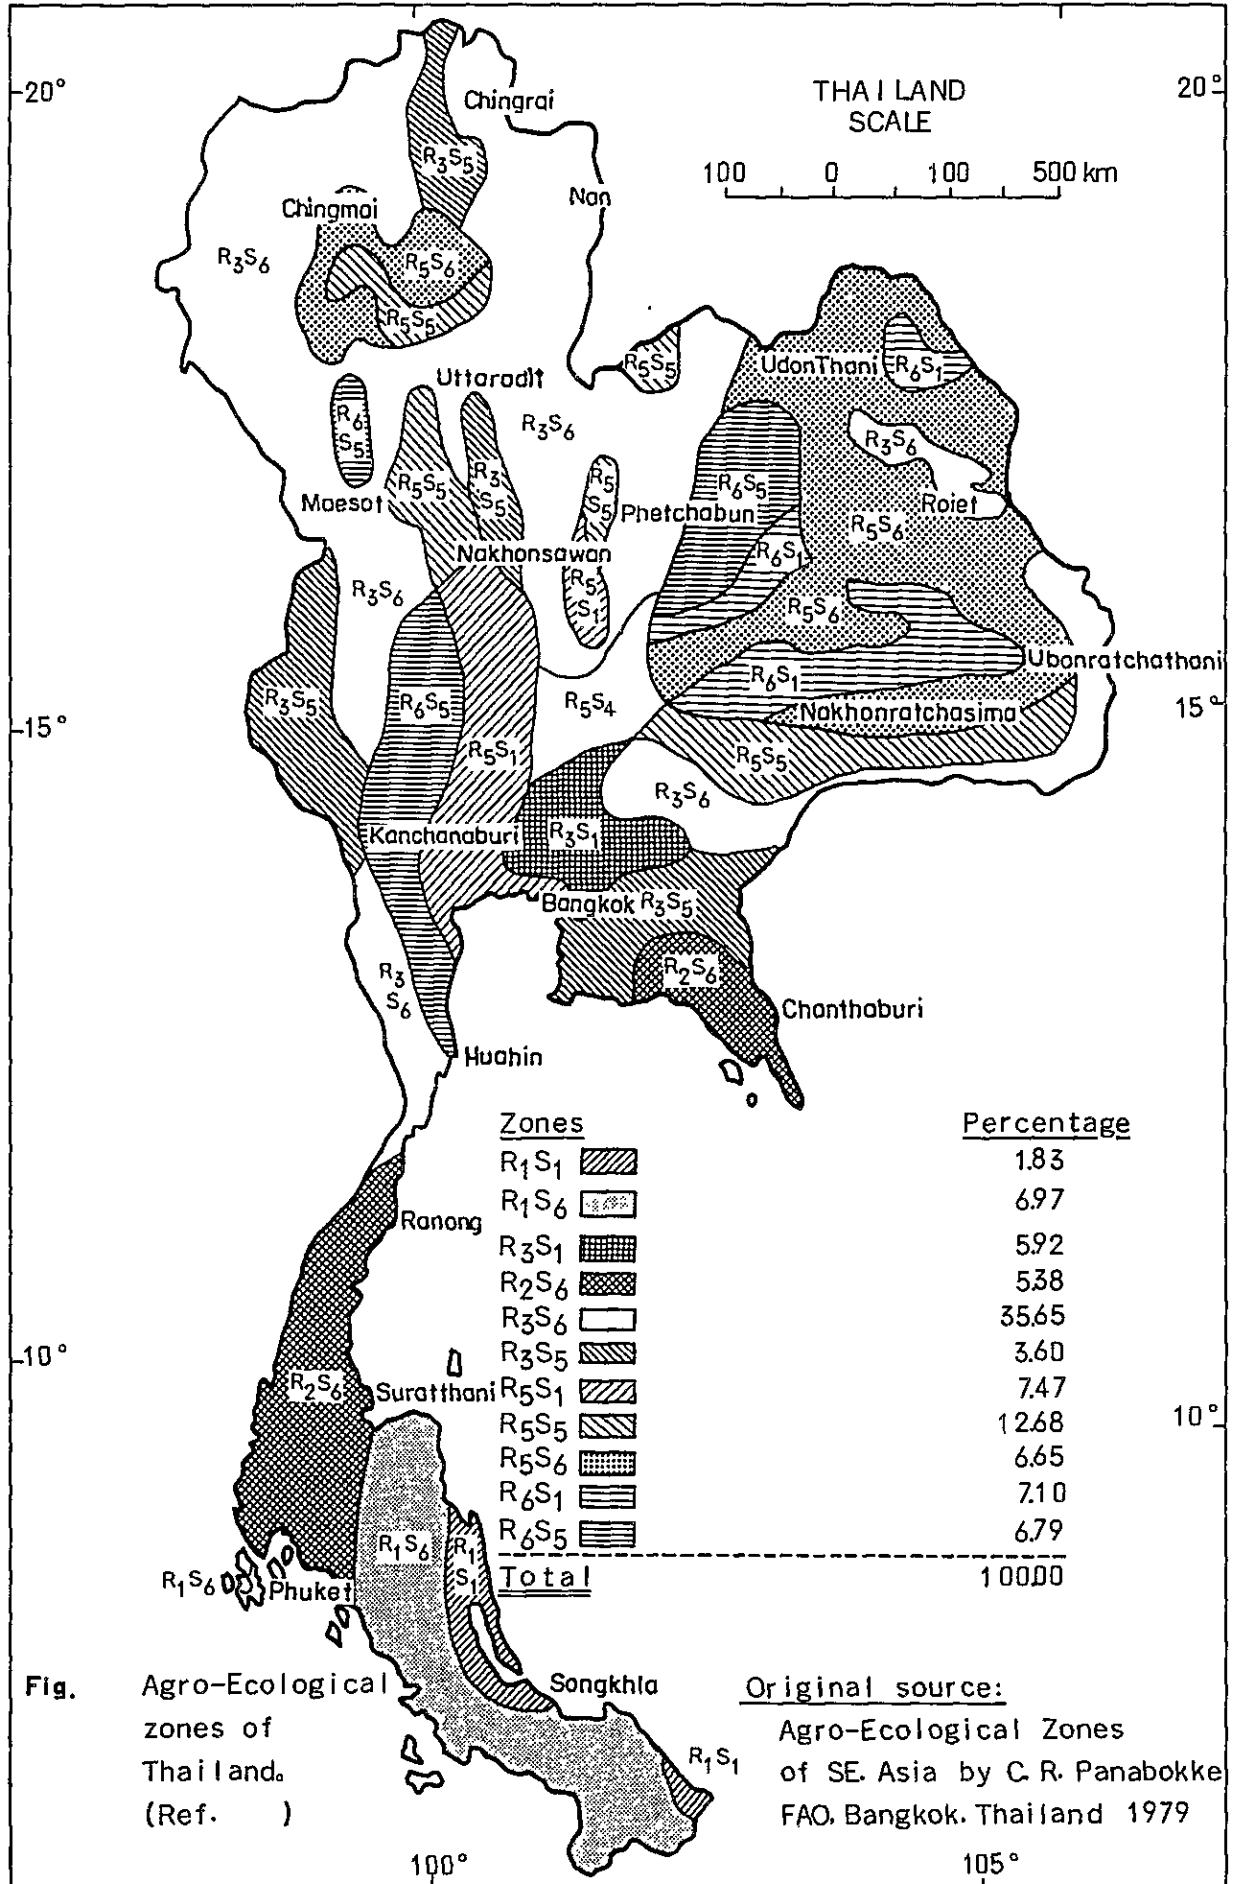 THAILAND
SCALE
100 0 100 500 km
20°
20°
Chingrai
R3S5
Nan
Chingmai
R3S6
R5S6
R5S5
R5S5
UdonThani
R6S1
Uttaradit
R3S6
R6
S5
R3S6
R5S5
R3
S5
R5
S5
R6S5
Maesot
Phetchabun
Roiet
R5S6
Nakhonsawan
R6S1
R3S6
R5
S1
R5S6
Ubonratchathani
R6S1
R3S5
R6S5
R5S4
Nakhonratchasima
15°
15°
R5S1
R5S5
R3S6
Kanchanaburi
R3S1
Bangkok R3S5
R2S6
R3
S6
Chanthaburi
Huahin
Zones Percentage
R1S1 1.83
R1S6 6.97
R3S1 5.92
R2S6 5.38
R3S6 35.65
R3S5 3.60
R5S1 7.47
R5S5 12.68
R5S6 6.65
R6S1 7.10
R6S5 6.79
Total 100.00
Ranong
10°
10°
R2S6
Suratthani
R1S6
R1
S1
R1S6
Phuket
Songkhla
R1S1
Fig. Agro-Ecological
zones of
Thailand.
(Ref. )
Original source:
Agro-Ecological Zones
of SE. Asia by C. R. Panabokke
FAO. Bangkok. Thailand 1979
100°
105°